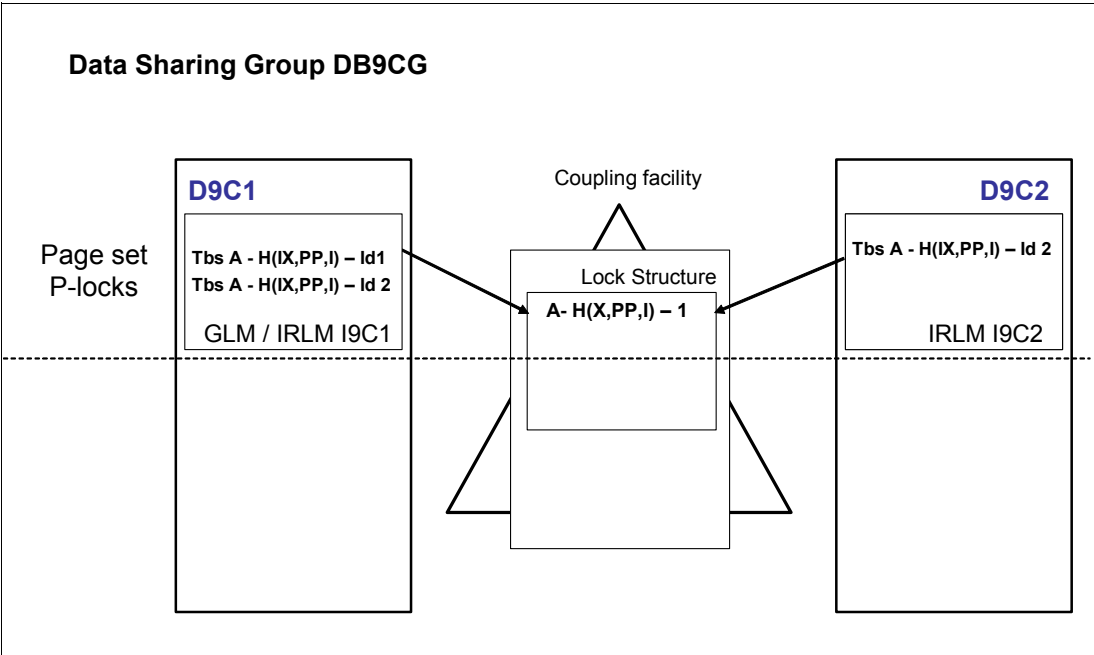 Data Sharing Group DB9CG
D9C1
Coupling facility
D9C2
Page set
P-locks
Tbs A - H(IX,PP,I) – Id1
Tbs A - H(IX,PP,I) – Id 2
GLM / IRLM I9C1
Lock Structure
A- H(X,PP,I) – 1
Tbs A - H(IX,PP,I) – Id 2
IRLM I9C2